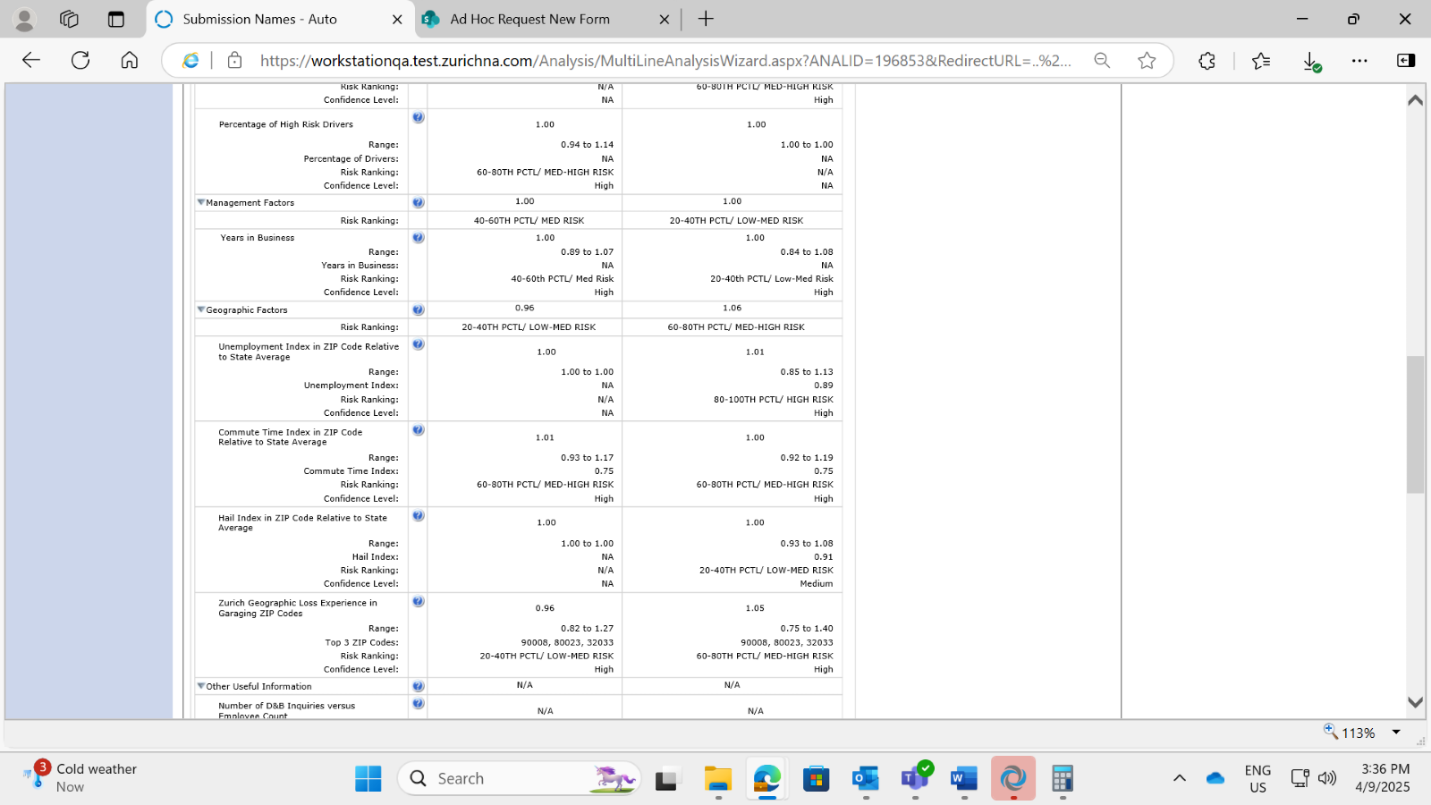 Submission Names - Auto
Ad Hoc Request New Form
https://workstationqa.test.zurichna.com/Analysis/MultiLineAnalysisWizard.aspx?ANALID=196853&RedirectURL=..%2...
Risk Ranking: N/A 60-80TH PCTL/ MED-HIGH RISK
Confidence Level: NA High
Percentage of High Risk Drivers 1.00 1.00
Range: 0.94 to 1.14 1.00 to 1.00
Percentage of Drivers: NA NA
Risk Ranking: 60-80TH PCTL/ MED-HIGH RISK N/A
Confidence Level: High NA
Management Factors 1.00 1.00
Risk Ranking: 40-60TH PCTL/ MED RISK 20-40TH PCTL/ LOW-MED RISK
Years in Business 1.00 1.00
Range: 0.89 to 1.07 0.84 to 1.08
Years in Business: NA NA
Risk Ranking: 40-60th PCTL/ Med Risk 20-40th PCTL/ Low-Med Risk
Confidence Level: High High
Geographic Factors 0.96 1.06
Risk Ranking: 20-40TH PCTL/ LOW-MED RISK 60-80TH PCTL/ MED-HIGH RISK
Unemployment Index in ZIP Code Relative
to State Average 1.00 1.01
Range: 1.00 to 1.00 0.85 to 1.13
Unemployment Index: NA 0.89
Risk Ranking: N/A 80-100TH PCTL/ HIGH RISK
Confidence Level: NA High
Commute Time Index in ZIP Code
Relative to State Average 1.01 1.00
Range: 0.93 to 1.17 0.92 to 1.19
Commute Time Index: 0.75 0.75
Risk Ranking: 60-80TH PCTL/ MED-HIGH RISK 60-80TH PCTL/ MED-HIGH RISK
Confidence Level: High High
Hail Index in ZIP Code Relative to State
Average 1.00 1.00
Range: 1.00 to 1.00 0.93 to 1.08
Hail Index: NA 0.91
Risk Ranking: N/A 20-40TH PCTL/ LOW-MED RISK
Confidence Level: NA Medium
Zurich Geographic Loss Experience in
Garaging ZIP Codes 0.96 1.05
Range: 0.82 to 1.27 0.75 to 1.40
Top 3 ZIP Codes: 90008, 80023, 32033 90008, 80023, 32033
Risk Ranking: 20-40TH PCTL/ LOW-MED RISK 60-80TH PCTL/ MED-HIGH RISK
Confidence Level: High High
Other Useful Information N/A N/A
Number of D&B Inquiries versus
Employee Count N/A N/A
113%
3
Cold weather
Now
Search
ENG
US
3:36 PM
4/9/2025